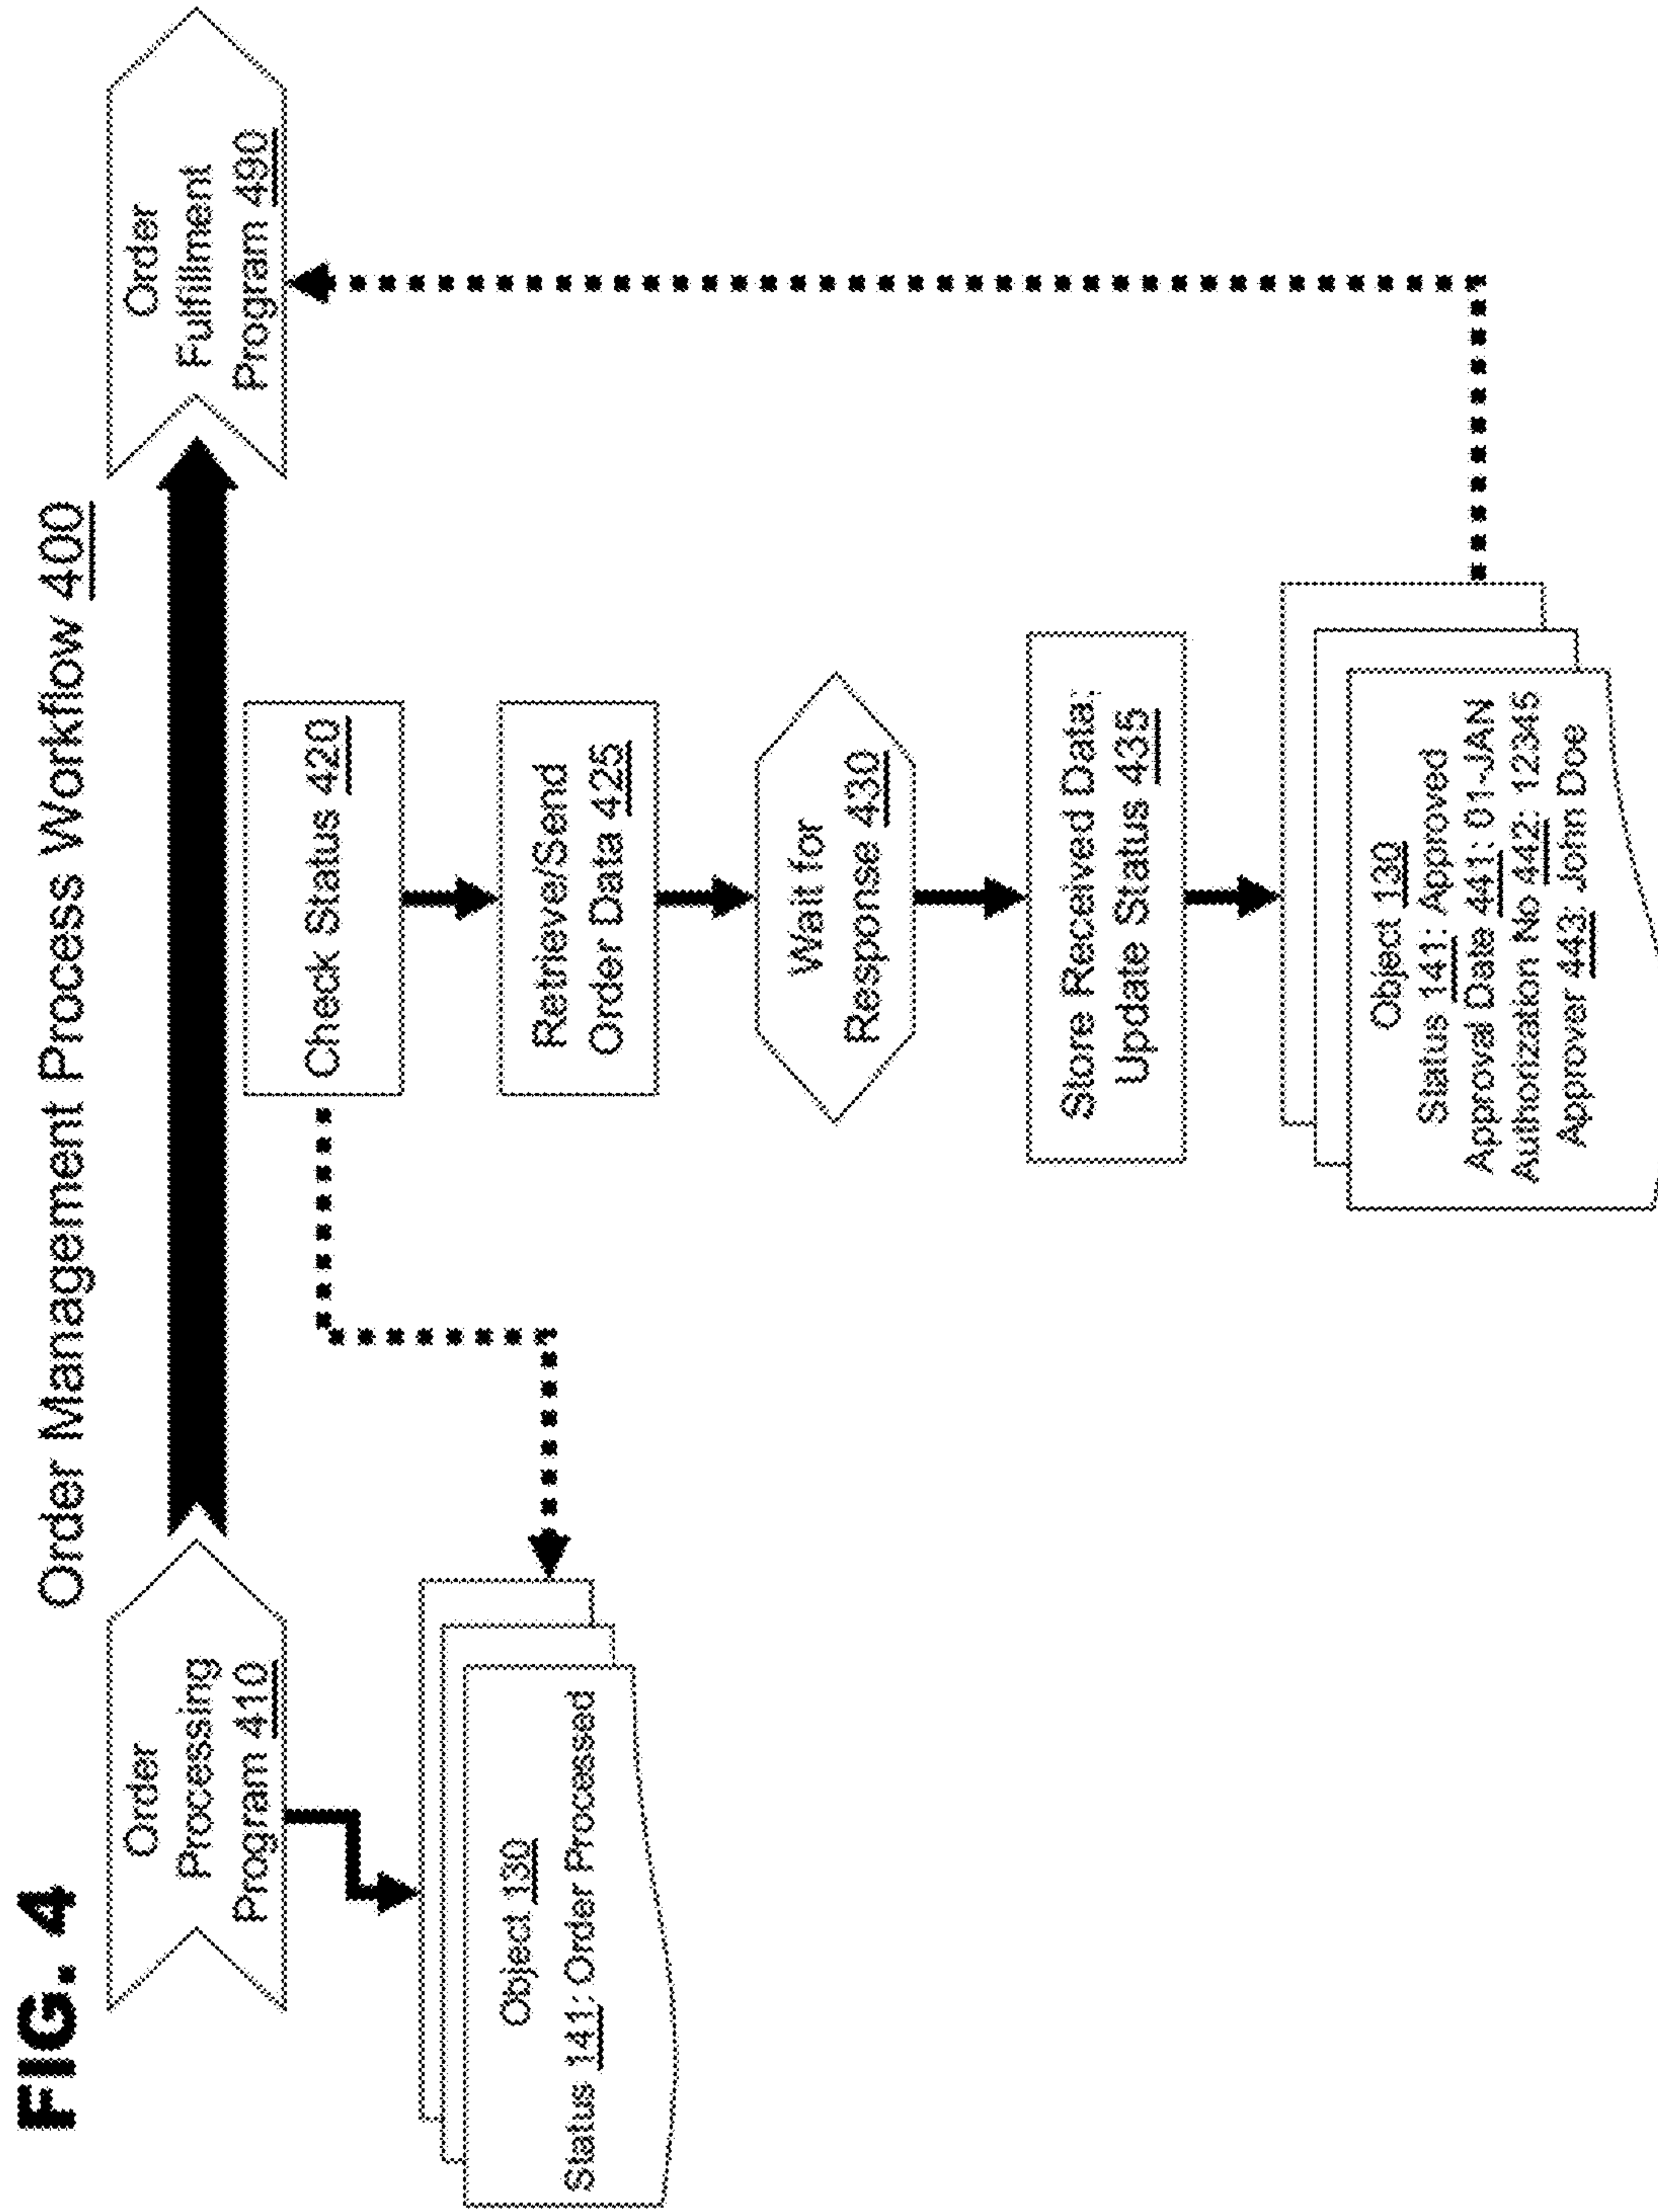 FIG. 4
Order Management Process Workflow 400
Order
Processing
Program 410
Order
Fulfillment
Program 490
Object 130
Status 141: Order Processed
Check Status 420
Retrieve/Send
Order Data 425
Wait for
Response 430
Store Received Data;
Update Status 435
Object 130
Status 141: Approved
Approval Date 441: 01-JAN
Authorization No 442: 12345
Approver 443: John Doe